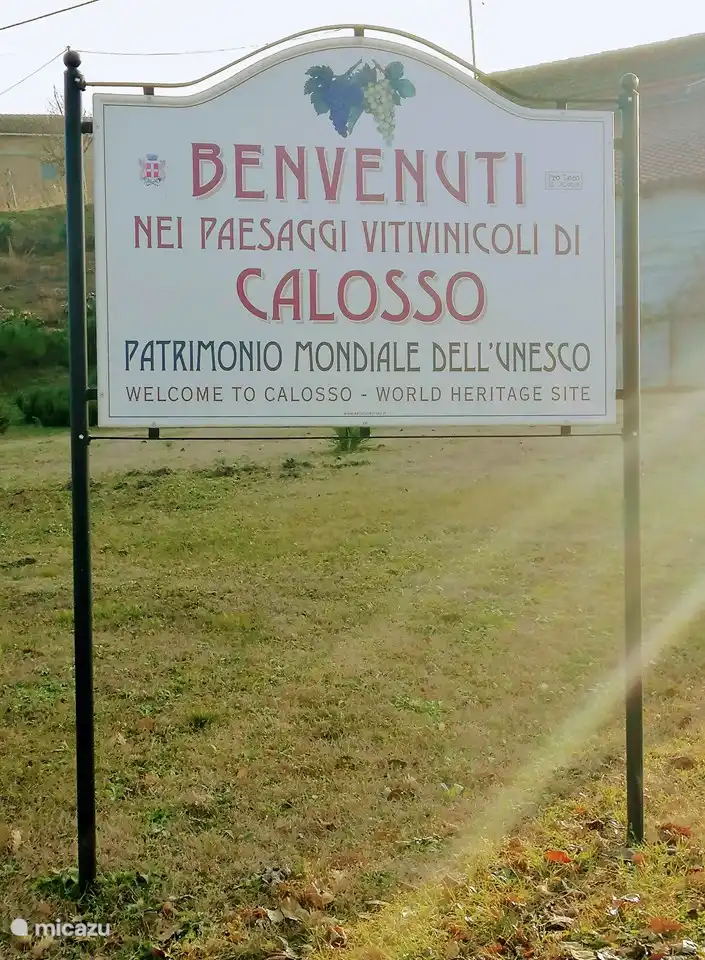 BENVENUTI
NEI PAESAGGI VITIVINICOLI DI
CALOSSO
PATRIMONIO MONDIALE DELL'UNESCO
WELCOME TO CALOSSO - WORLD HERITAGE SITE
micazu